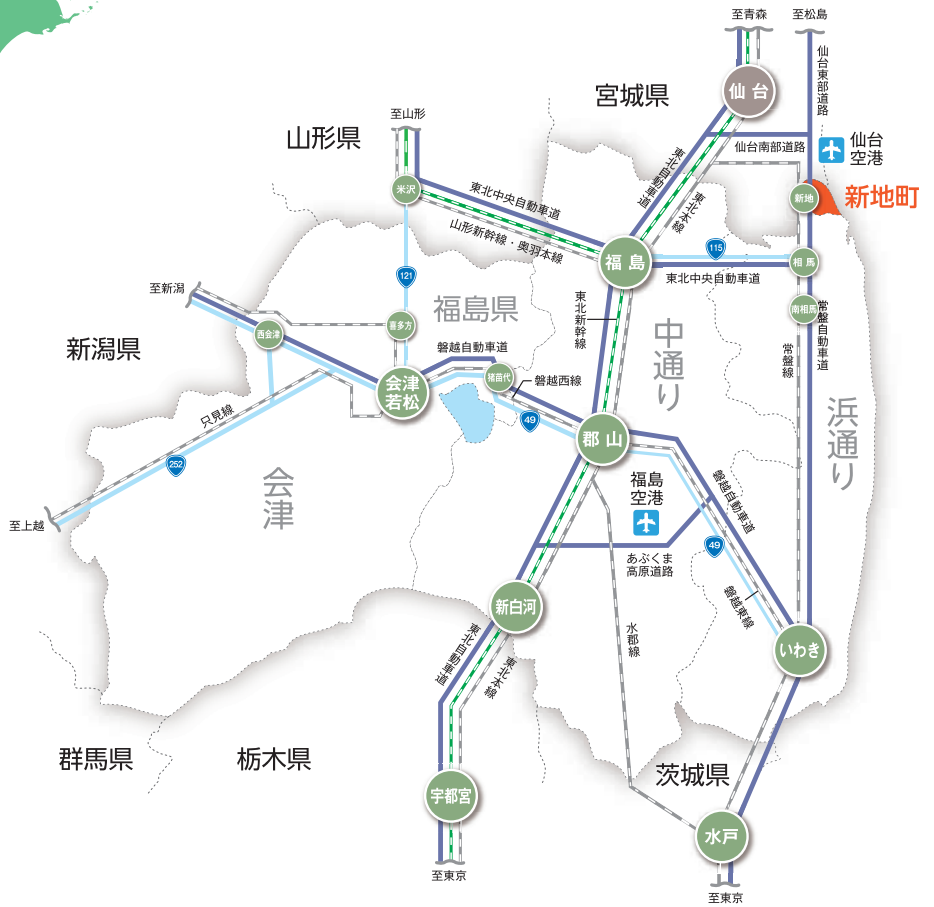 至青森
至松島
仙台東部道路
宮城県
仙台
山形県
至山形
仙台南部道路
仙台
空港
東北自動車道
米沢
東北中央自動車道
新地
新地町
東北本線
山形新幹線・奥羽本線
115
福島
相馬
121
東北中央自動車道
至新潟
東北新幹線
福島県
南相馬
常磐自動車道
中通り
西会津
喜多方
新潟県
磐越自動車道
常磐線
会津
若松
猪苗代
磐越西線
浜通り
只見線
49
郡山
252
会津
福島
空港
磐越自動車道
至上越
49
あぶくま
高原道路
磐越東線
新白河
水郡線
東北自動車道
東北本線
いわき
群馬県
栃木県
茨城県
宇都宮
水戸
至東京
至東京